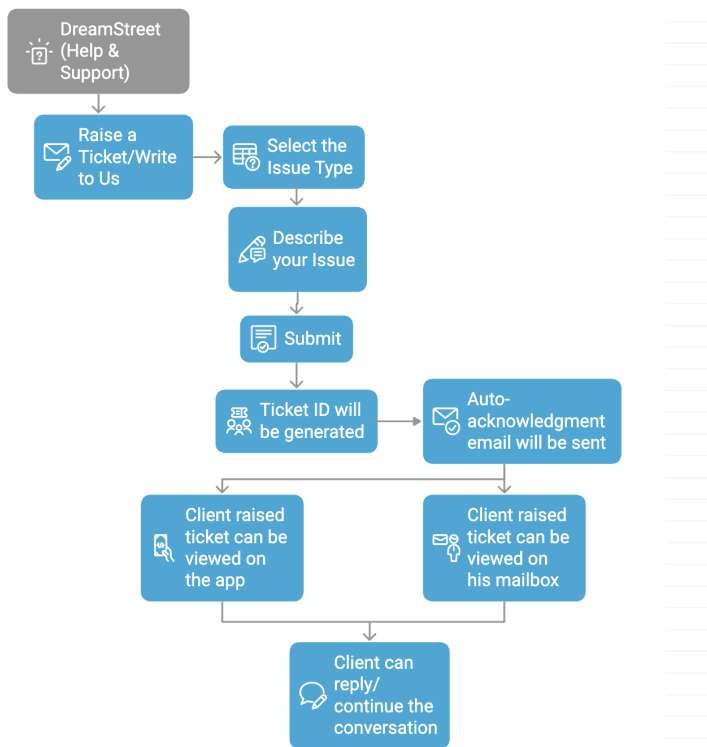 DreamStreet
(Help &
Support)
Raise a
Ticket/Write
to Us
Select the
Issue Type
Describe
your Issue
Submit
Ticket ID will
be generated
Auto-
acknowledgment
email will be sent
Client raised
ticket can be
viewed on
the app
Client raised
ticket can be
viewed on
his mailbox
Client can
reply/
continue the
conversation